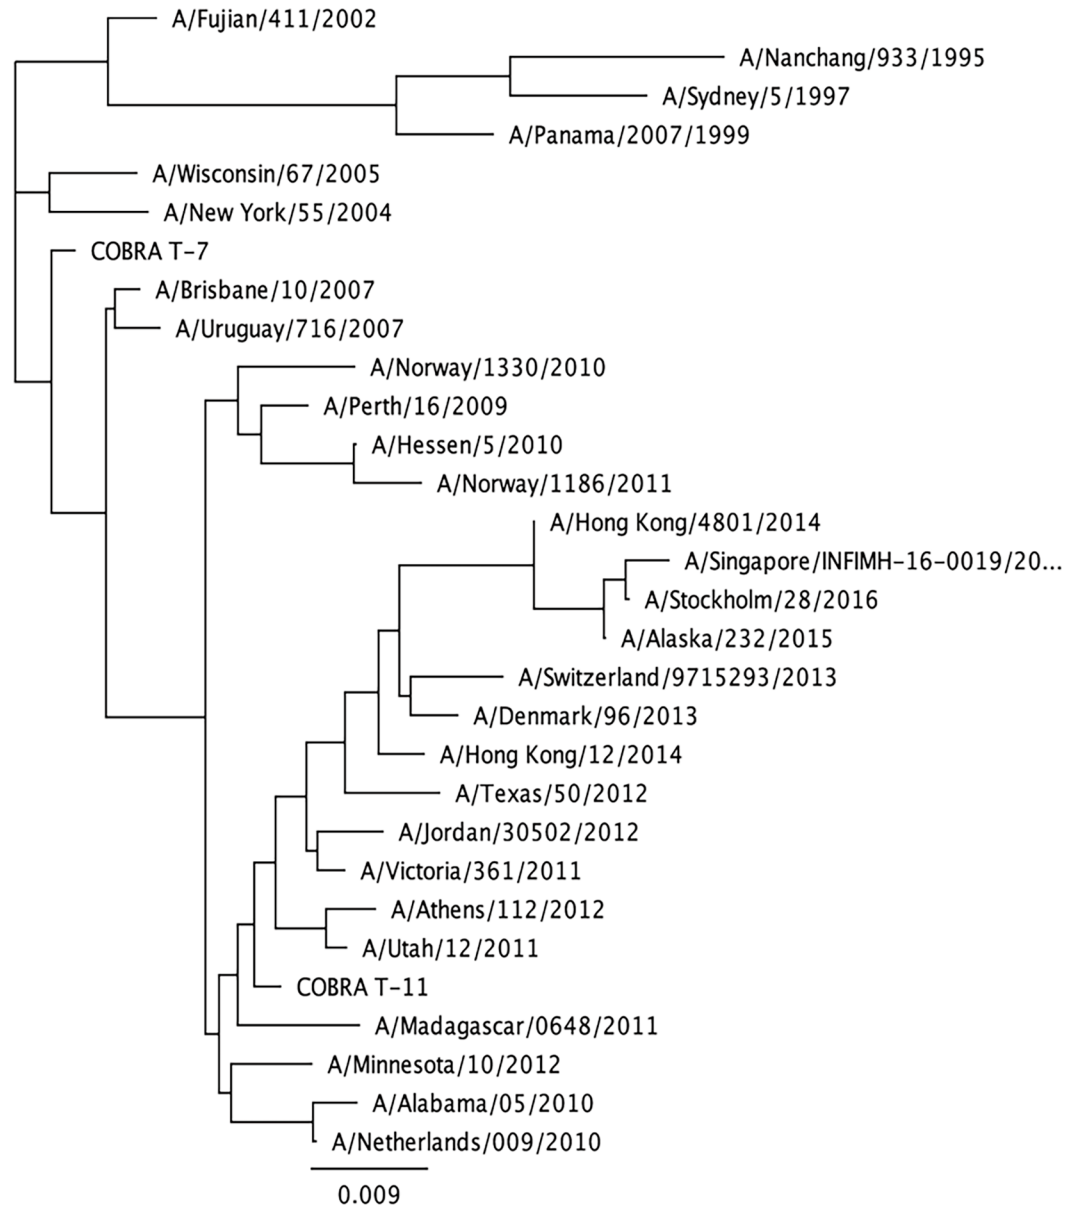 A/Fujian/411/2002
A/Nanchang/933/1995
A/Sydney/5/1997
A/Panama/2007/1999
A/Wisconsin/67/2005
A/New York/55/2004
COBRA T-7
A/Brisbane/10/2007
A/Uruguay/716/2007
A/Norway/1330/2010
A/Perth/16/2009
A/Hessen/5/2010
A/Norway/1186/2011
A/Hong Kong/4801/2014
A/Singapore/INFIMH-16-0019/20...
A/Stockholm/28/2016
A/Alaska/232/2015
A/Switzerland/9715293/2013
A/Denmark/96/2013
A/Hong Kong/12/2014
A/Texas/50/2012
A/Jordan/30502/2012
A/Victoria/361/2011
A/Athens/112/2012
A/Utah/12/2011
COBRA T-11
A/Madagascar/0648/2011
A/Minnesota/10/2012
A/Alabama/05/2010
A/Netherlands/009/2010
0.009